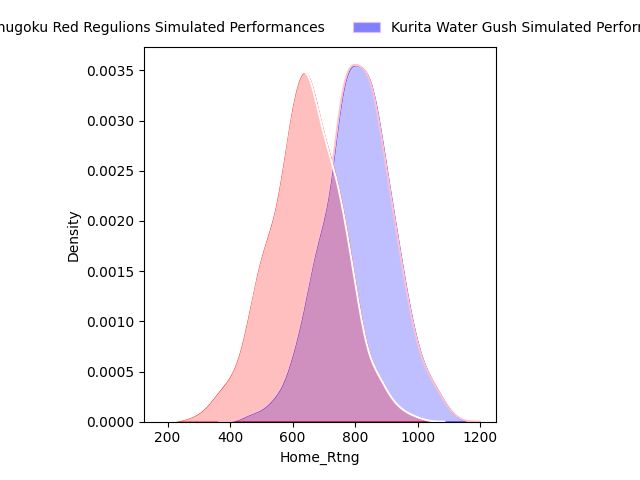 nugoku Red Regulions Simulated Performances
Kurita Water Gush Simulated Perfor
0.0035
0.0030
0.0025
0.0020
0.0015
0.0010
0.0005
0.0000
Density
200 400 600 800 1000 1200
Home_Rtng